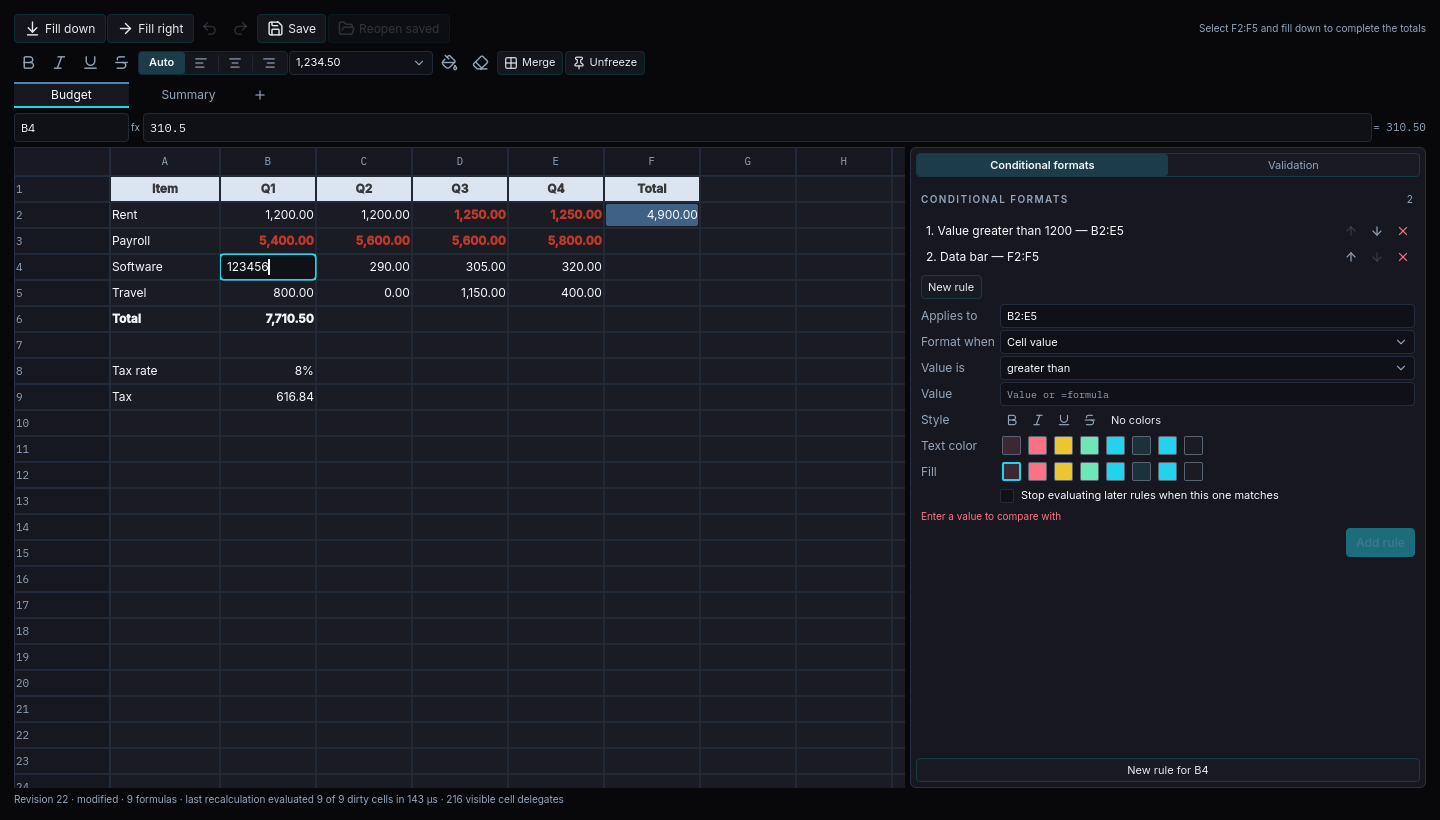 Fill down Fill right Save Reopen saved Select F2:F5 and fill down to complete the totals
B I U S Auto 1,234.50 Merge Unfreeze
Budget Summary +
B4 fx 310.5 = 310.50
A B C D E F G H
1 Item Q1 Q2 Q3 Q4 Total
2 Rent 1,200.00 1,200.00 1,250.00 1,250.00 4,900.00
3 Payroll 5,400.00 5,600.00 5,600.00 5,800.00
4 Software 123456 290.00 305.00 320.00
5 Travel 800.00 0.00 1,150.00 400.00
6 Total 7,710.50
7
8 Tax rate 8%
9 Tax 616.84
10
11
12
13
14
15
16
17
18
19
20
21
22
23
24
Conditional formats Validation
CONDITIONAL FORMATS 2
1. Value greater than 1200 — B2:E5
2. Data bar — F2:F5
New rule
Applies to B2:E5
Format when Cell value
Value is greater than
Value Value or =formula
Style B I U S No colors
Text color
Fill
Stop evaluating later rules when this one matches
Enter a value to compare with
Add rule
New rule for B4
Revision 22 · modified · 9 formulas · last recalculation evaluated 9 of 9 dirty cells in 143 µs · 216 visible cell delegates